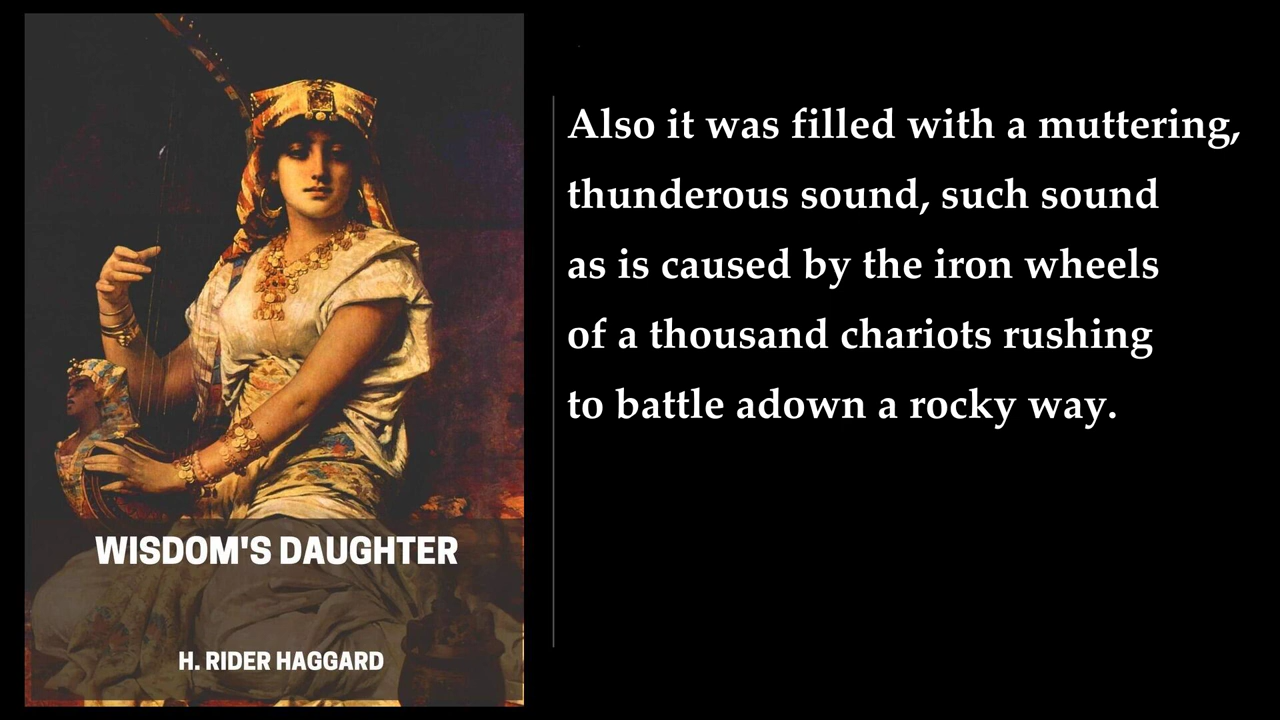 WISDOM'S DAUGHTER
H. RIDER HAGGARD
Also it was filled with a muttering,
thunderous sound, such sound
as is caused by the iron wheels
of a thousand chariots rushing
to battle adown a rocky way.